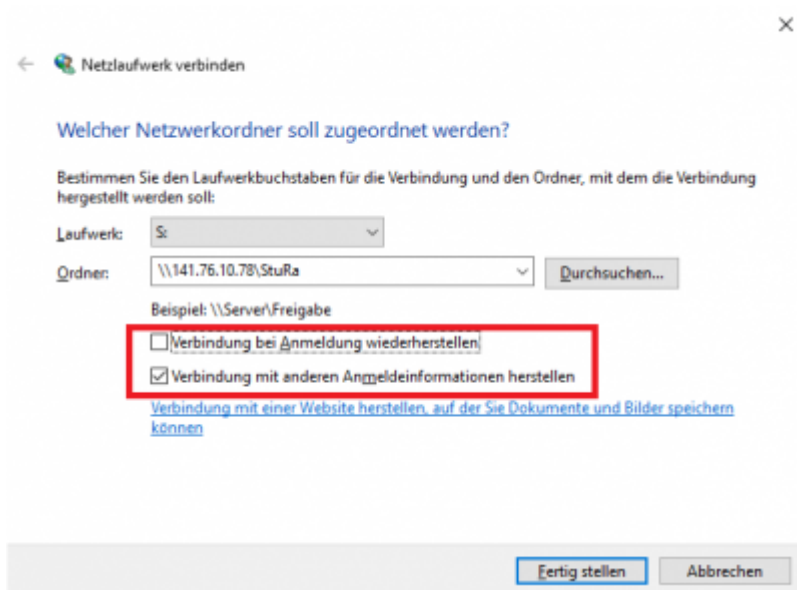 Netzlaufwerk verbinden
Welcher Netzwerkordner soll zugeordnet werden?
Bestimmen Sie den Laufwerkbuchstaben für die Verbindung und den Ordner, mit dem die Verbindung
hergestellt werden soll:
Laufwerk: S:
Ordner: \\141.76.10.78\StuRa Durchsuchen...
Beispiel: \\Server\Freigabe
Verbindung bei Anmeldung wiederherstellen
Verbindung mit anderen Anmeldeinformationen herstellen
Verbindung mit einer Website herstellen, auf der Sie Dokumente und Bilder speichern
können
Fertig stellen Abbrechen